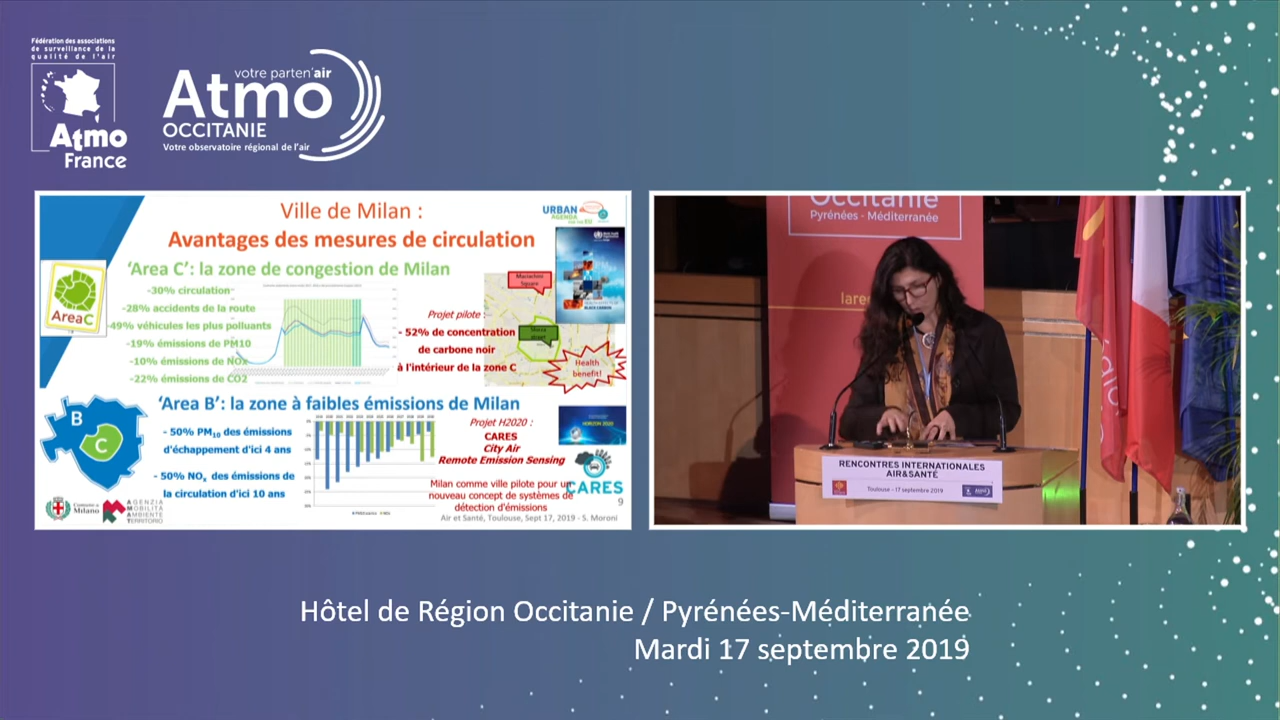 Fédération des associations
de surveillance de la
qualité de l'air
Atmo
France
votre parten'air
Atmo
OCCITANIE
Votre observatoire régional de l'air
Ville de Milan :
Avantages des mesures de circulation
URBAN
AGENDA
FOR THE EU
'Area C': la zone de congestion de Milan
AreaC
-30% circulation
-28% accidents de la route
-49% véhicules les plus polluants
-19% émissions de PM10
-10% émissions de NOx
-22% émissions de CO2
Projet pilote :
- 52% de concentration
de carbone noir
à l'intérieur de la zone C
Maciachini
Square
BLACK CARBON
Health
benefit!
'Area B': la zone à faibles émissions de Milan
B
C
- 50% PM10 des émissions
d'échappement d'ici 4 ans
- 50% NOx des émissions de
la circulation d'ici 10 ans
Projet H2020 :
CARES
City Air
Remote Emission Sensing
HORIZON 2020
CARES
Milan comme ville pilote pour un
nouveau concept de systèmes de
détection d'émissions
Comune di
Milano
AGENZIA
MOBILITÀ
AMBIENTE
TERRITORIO
9
Air et Santé, Toulouse, Sept 17, 2019 - S. Moroni
Occitanie
Pyrénées - Méditerranée
RENCONTRES INTERNATIONALES
AIR&SANTÉ
Toulouse - 17 septembre 2019
Hôtel de Région Occitanie / Pyrénées-Méditerranée
Mardi 17 septembre 2019